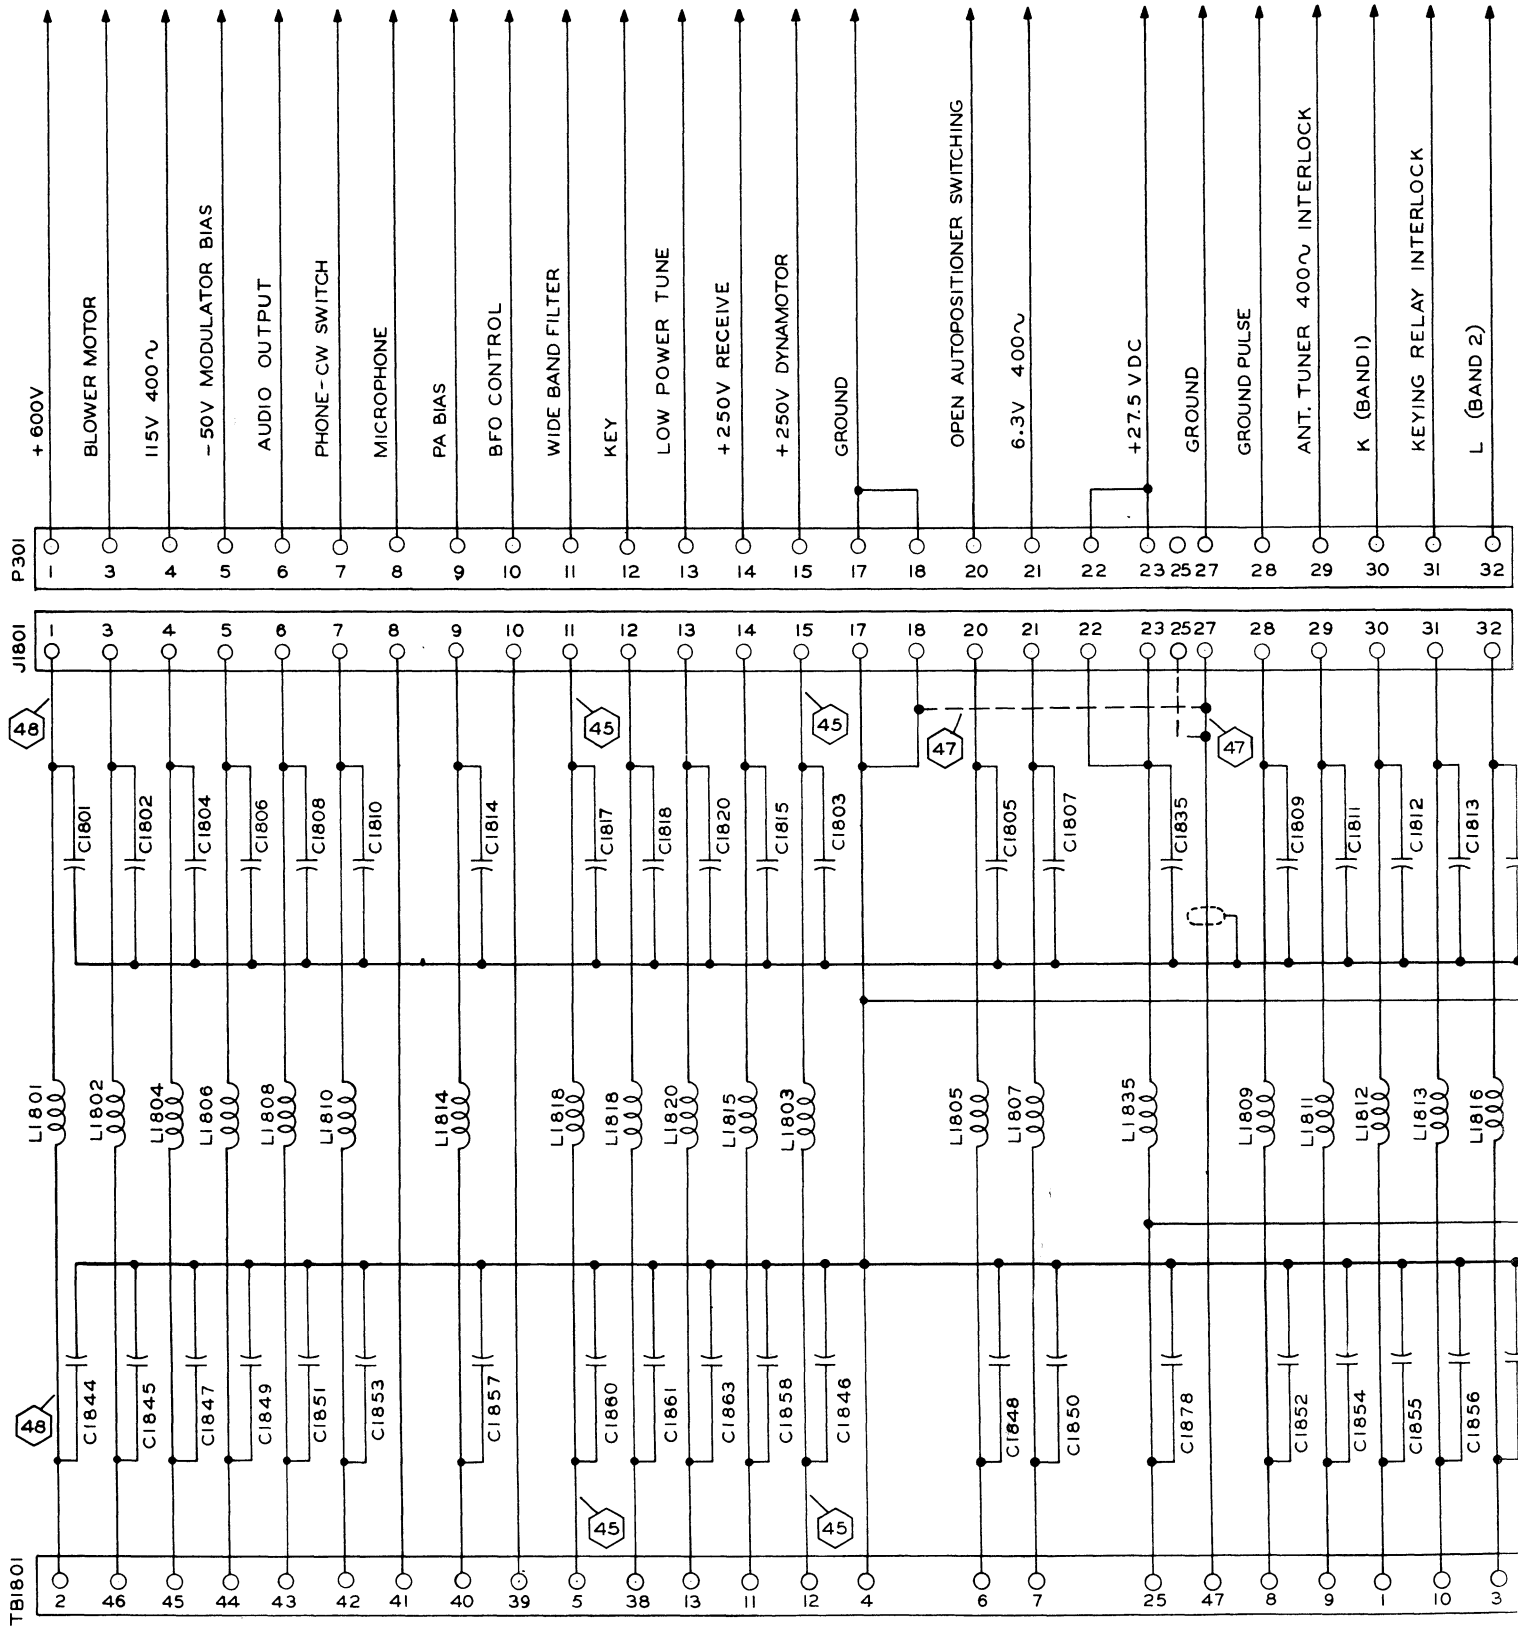 +600V
BLOWER MOTOR
115V 400~
-50V MODULATOR BIAS
AUDIO OUTPUT
PHONE-CW SWITCH
MICROPHONE
PA BIAS
BFO CONTROL
WIDE BAND FILTER
KEY
LOW POWER TUNE
+250V RECEIVE
+250V DYNAMOTOR
GROUND
OPEN AUTOPOSITIONER SWITCHING
6.3V 400~
+27.5 VDC
GROUND
GROUND PULSE
ANT. TUNER 400~ INTERLOCK
K (BAND 1)
KEYING RELAY INTERLOCK
L (BAND 2)
P301
1 3 4 5 6 7 8 9 10 11 12 13 14 15 17 18 20 21 22 23 25 27 28 29 30 31 32
J1801
1 3 4 5 6 7 8 9 10 11 12 13 14 15 17 18 20 21 22 23 25 27 28 29 30 31 32
48 45 45 47 47
C1801 C1802 C1804 C1806 C1808 C1810 C1814 C1817 C1818 C1820 C1815 C1803 C1805 C1807 C1835 C1809 C1811 C1812 C1813
L1801 L1802 L1804 L1806 L1808 L1810 L1814 L1818 L1818 L1820 L1815 L1803 L1805 L1807 L1835 L1809 L1811 L1812 L1813 L1816
C1844 C1845 C1847 C1849 C1851 C1853 C1857 C1860 C1861 C1863 C1858 C1846 C1848 C1850 C1878 C1852 C1854 C1855 C1856
48 45 45
TB1801
2 46 45 44 43 42 41 40 39 5 38 13 11 12 4 6 7 25 47 8 9 1 10 3